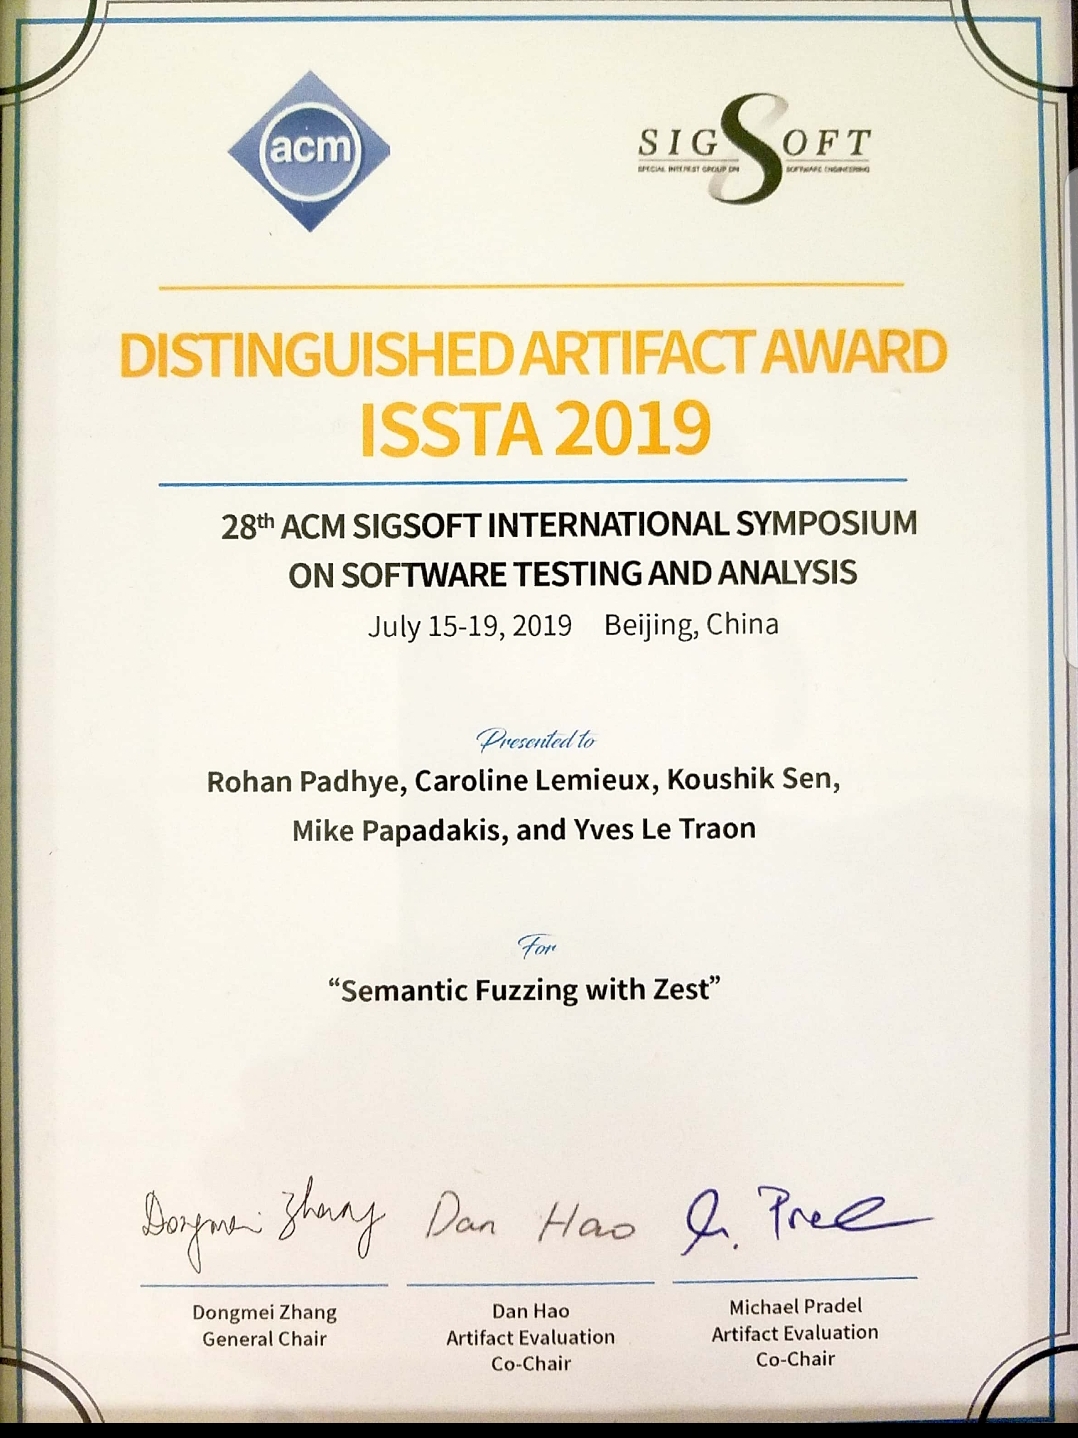 acm
SIGSOFT
SPECIAL INTEREST GROUP ON SOFTWARE ENGINEERING
DISTINGUISHED ARTIFACT AWARD
ISSTA 2019
28th ACM SIGSOFT INTERNATIONAL SYMPOSIUM
ON SOFTWARE TESTING AND ANALYSIS
July 15-19, 2019 Beijing, China
Presented to
Rohan Padhye, Caroline Lemieux, Koushik Sen,
Mike Papadakis, and Yves Le Traon
For
“Semantic Fuzzing with Zest”
Dongmei Zhang Dan Hao
Dongmei Zhang
General Chair
Dan Hao
Artifact Evaluation
Co-Chair
Michael Pradel
Artifact Evaluation
Co-Chair